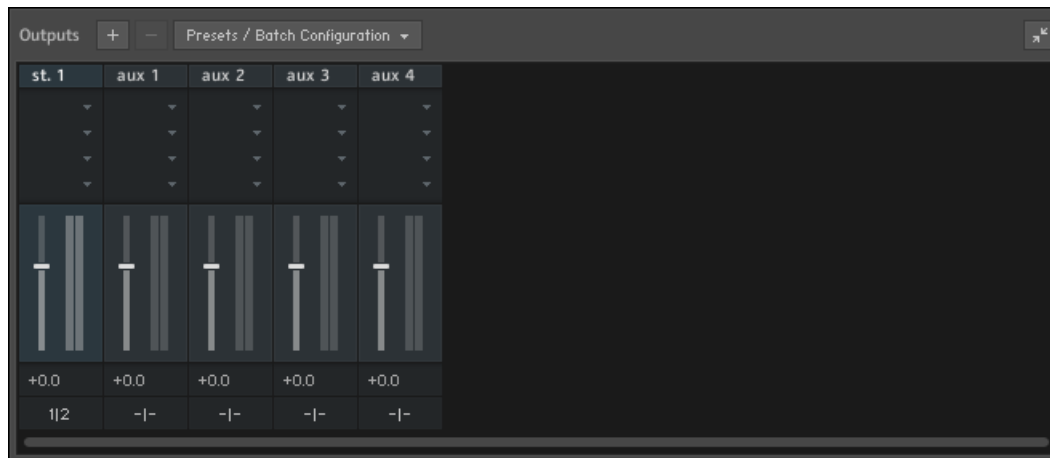 Outputs + − Presets / Batch Configuration
st. 1 aux 1 aux 2 aux 3 aux 4
+0.0 +0.0 +0.0 +0.0 +0.0
1|2 -|- -|- -|- -|-